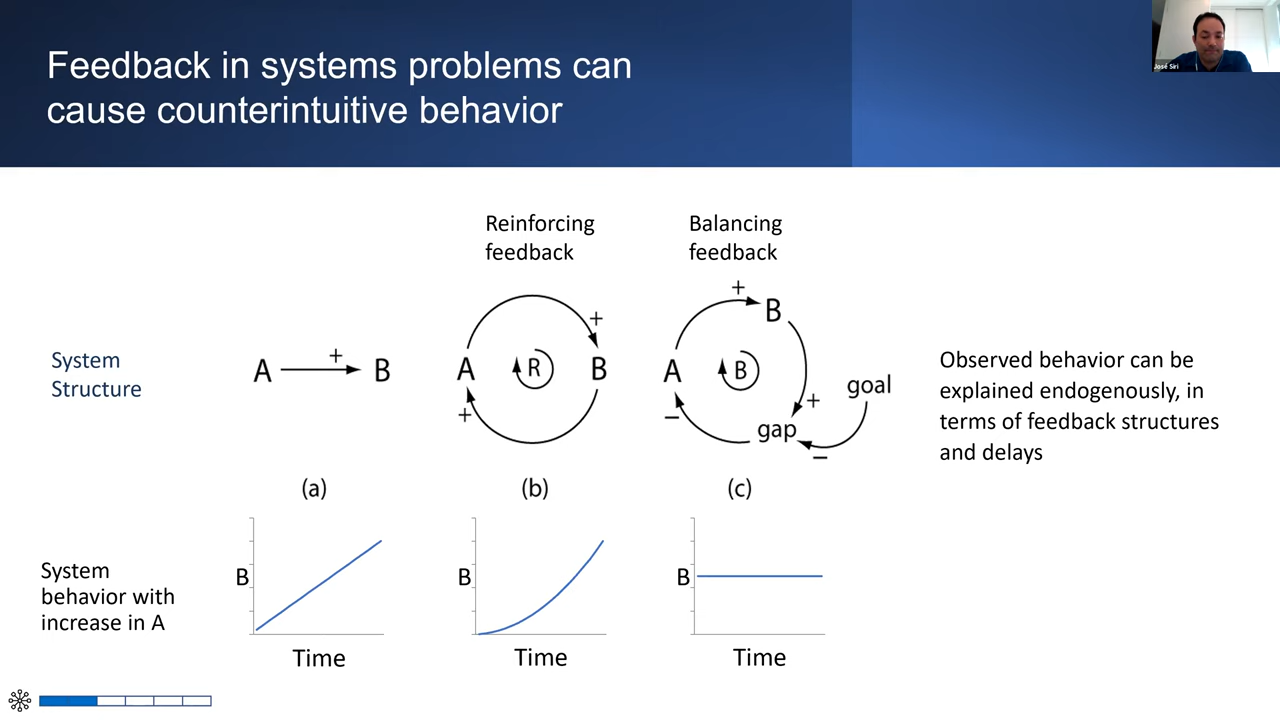 Feedback in systems problems can
cause counterintuitive behavior
José Siri
Reinforcing
feedback
Balancing
feedback
System
Structure
A + B
A + B + R
A + B + gap − goal − B
Observed behavior can be
explained endogenously, in
terms of feedback structures
and delays
(a)
(b)
(c)
System
behavior with
increase in A
B
B
B
Time
Time
Time